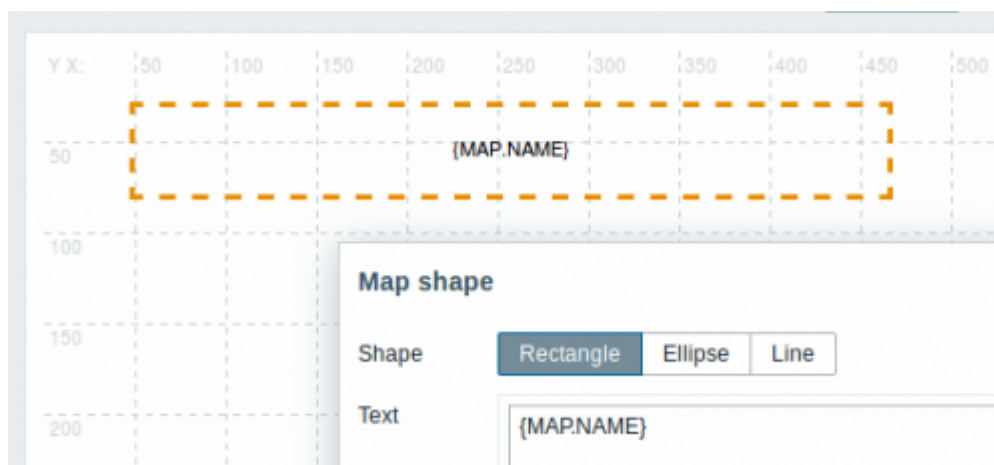 Y X: 50 100 150 200 250 300 350 400 450 500
{MAP.NAME}
50
100
Map shape
150
Shape Rectangle Ellipse Line
Text {MAP.NAME}
200